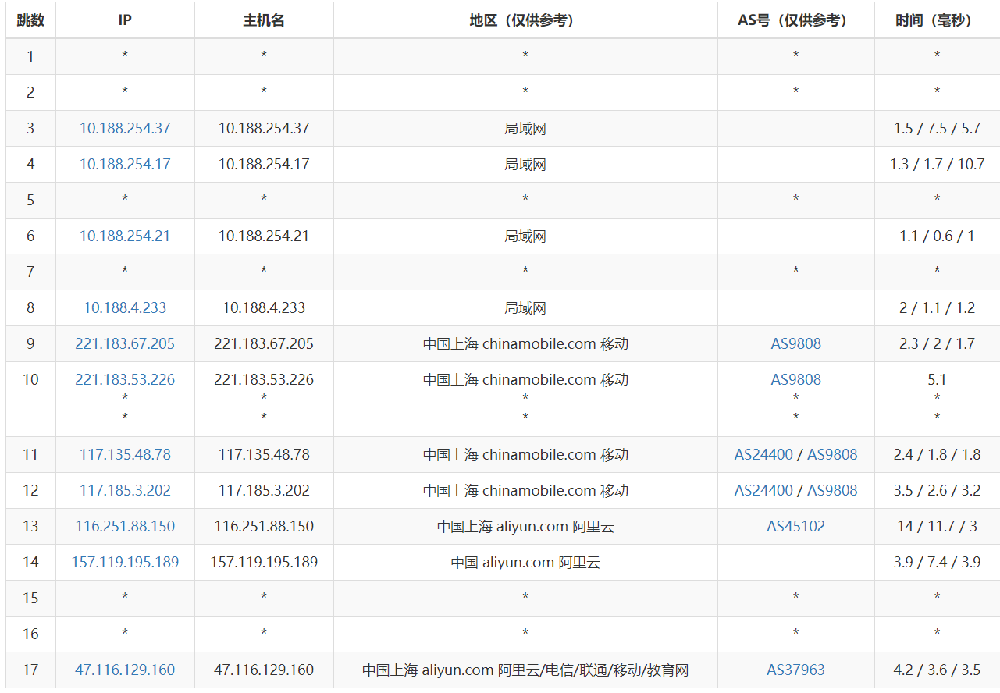 跳数 IP 主机名 地区（仅供参考） AS号（仅供参考） 时间（毫秒）
1 * * * * *
2 * * * * *
3 10.188.254.37 10.188.254.37 局域网 1.5 / 7.5 / 5.7
4 10.188.254.17 10.188.254.17 局域网 1.3 / 1.7 / 10.7
5 * * * * *
6 10.188.254.21 10.188.254.21 局域网 1.1 / 0.6 / 1
7 * * * * *
8 10.188.4.233 10.188.4.233 局域网 2 / 1.1 / 1.2
9 221.183.67.205 221.183.67.205 中国上海 chinamobile.com 移动 AS9808 2.3 / 2 / 1.7
10 221.183.53.226 221.183.53.226 中国上海 chinamobile.com 移动 AS9808 5.1
* * * * *
* * * * *
11 117.135.48.78 117.135.48.78 中国上海 chinamobile.com 移动 AS24400 / AS9808 2.4 / 1.8 / 1.8
12 117.185.3.202 117.185.3.202 中国上海 chinamobile.com 移动 AS24400 / AS9808 3.5 / 2.6 / 3.2
13 116.251.88.150 116.251.88.150 中国上海 aliyun.com 阿里云 AS45102 14 / 11.7 / 3
14 157.119.195.189 157.119.195.189 中国 aliyun.com 阿里云 3.9 / 7.4 / 3.9
15 * * * * *
16 * * * * *
17 47.116.129.160 47.116.129.160 中国上海 aliyun.com 阿里云/电信/联通/移动/教育网 AS37963 4.2 / 3.6 / 3.5